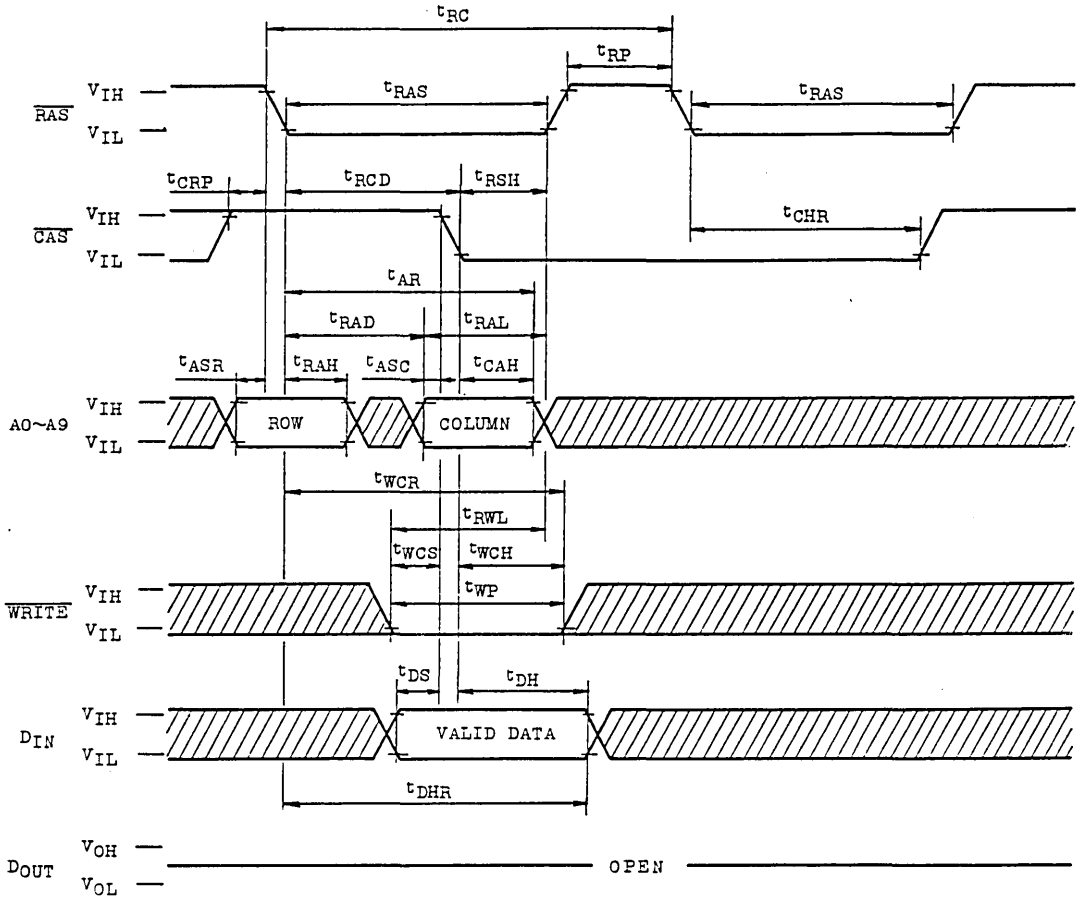 tRC
tRP
tRAS tRAS
RAS VIH
VIL
tCRP tRCD tRSH
tCHR
CAS VIH
VIL
tAR
tRAD tRAL
tASR tRAH tASC tCAH
A0~A9 VIH
VIL
ROW COLUMN
tWCR
tRWL
tWCS tWCH
tWP
WRITE VIH
VIL
tDS tDH
DIN VIH
VIL
VALID DATA
tDHR
DOUT VOH
VOL
OPEN